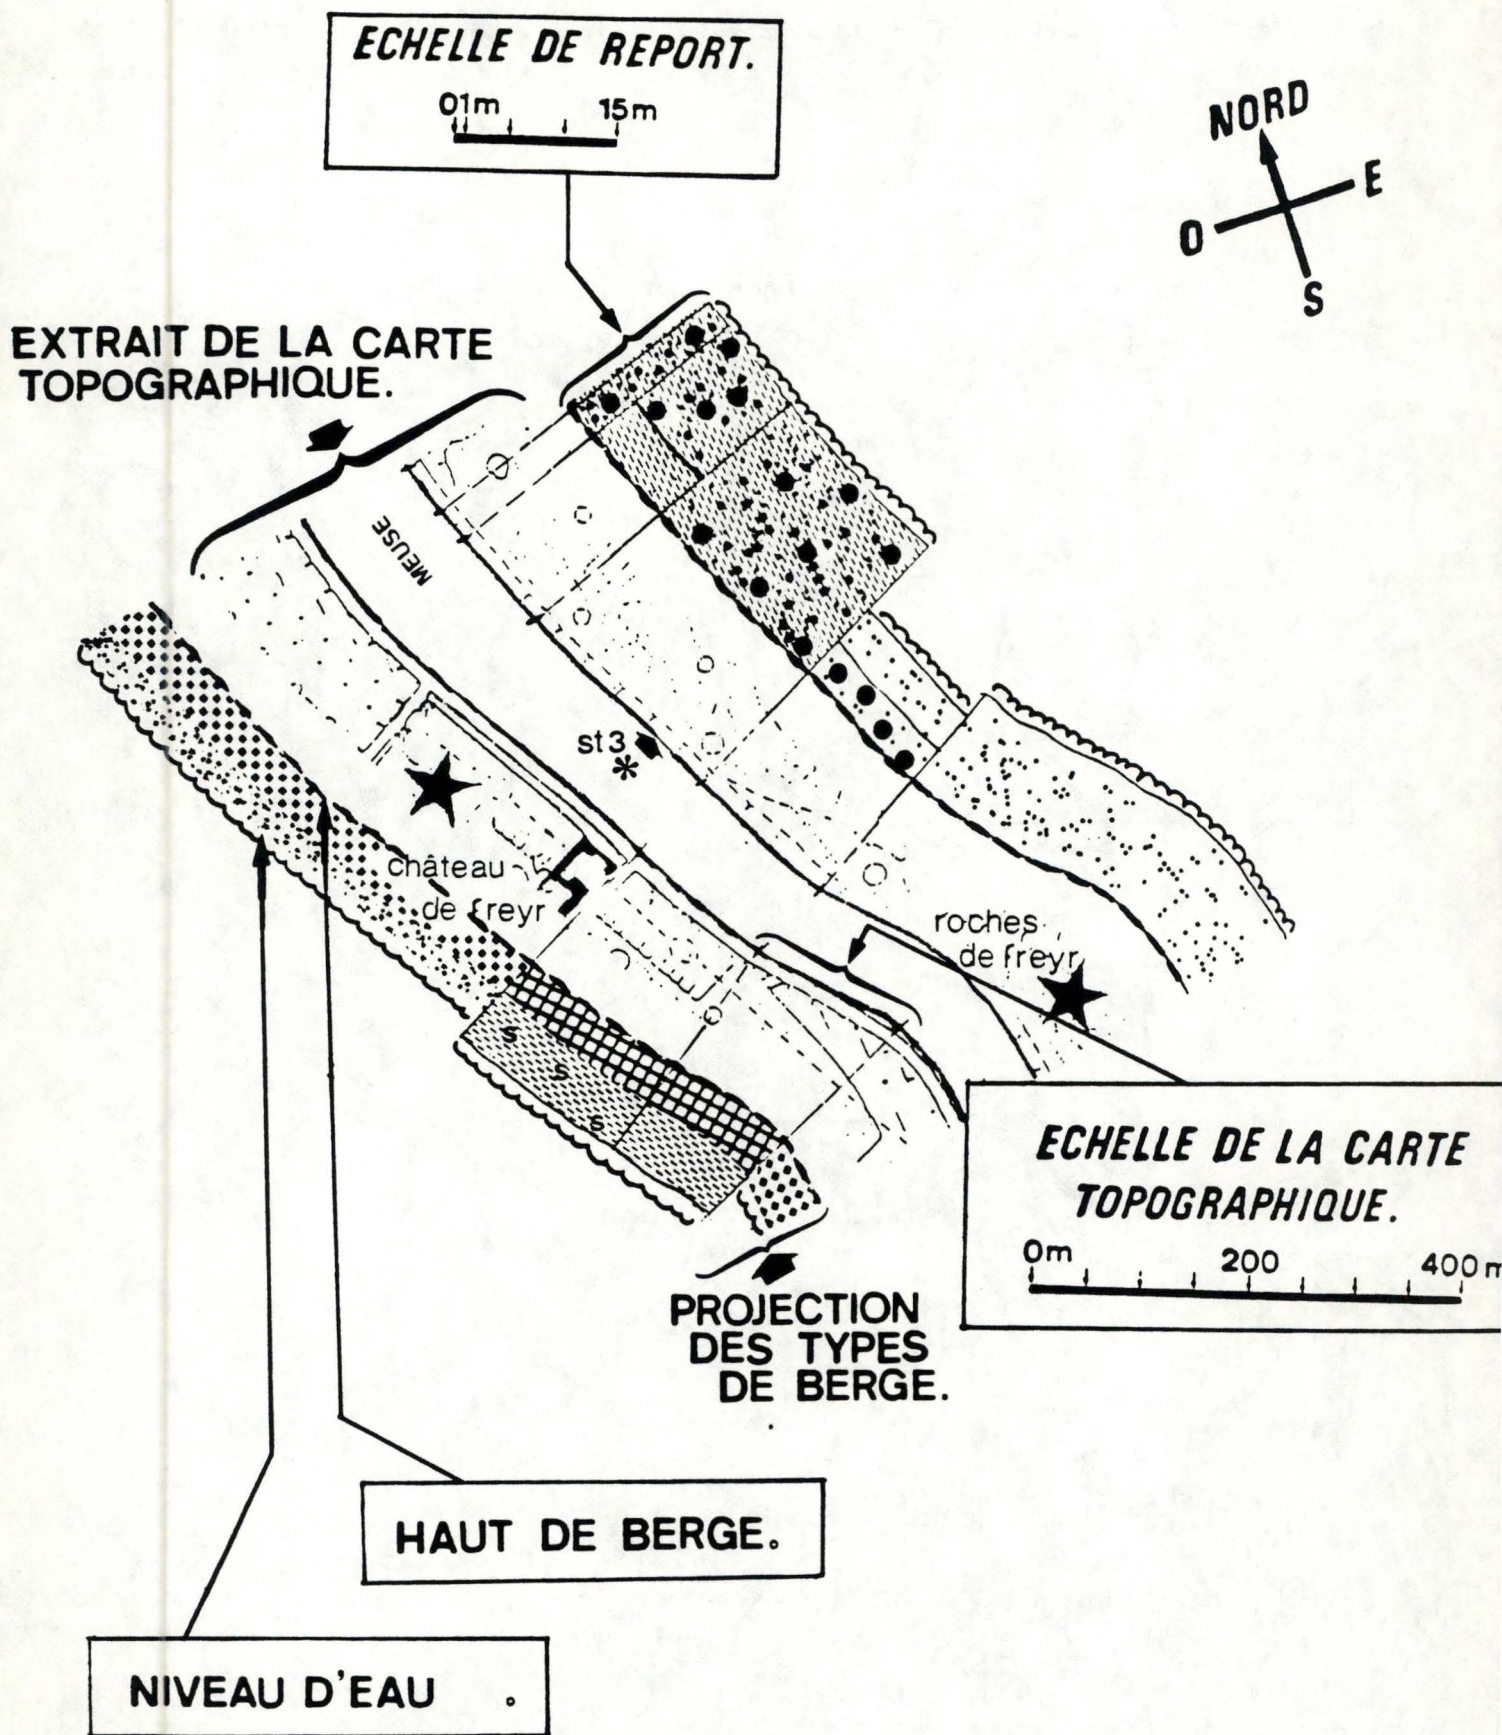 ECHELLE DE REPORT.
01m 15m
NORD
E
O
S
EXTRAIT DE LA CARTE
TOPOGRAPHIQUE.
MEUSE
st3
*
château
de freyr
roches
de freyr
s
s
s
ECHELLE DE LA CARTE
TOPOGRAPHIQUE.
0m 200 400 m
PROJECTION
DES TYPES
DE BERGE.
HAUT DE BERGE.
NIVEAU D'EAU .